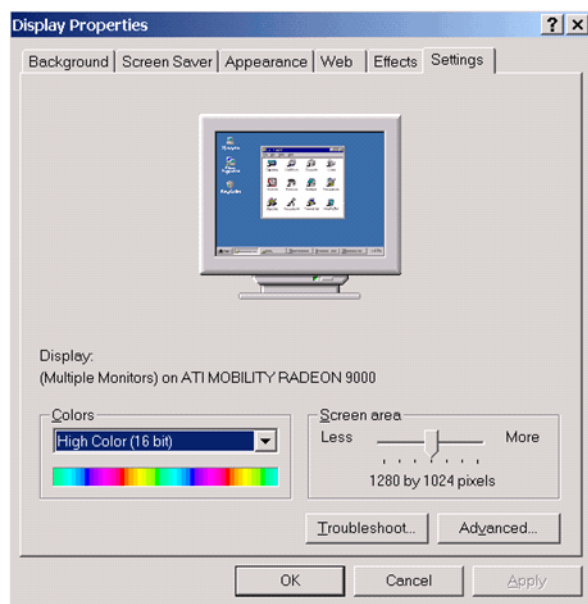 Display Properties
Background Screen Saver Appearance Web Effects Settings
Display:
(Multiple Monitors) on ATI MOBILITY RADEON 9000
Colors
High Color (16 bit)
Screen area
Less More
1280 by 1024 pixels
Troubleshoot... Advanced...
OK Cancel Apply